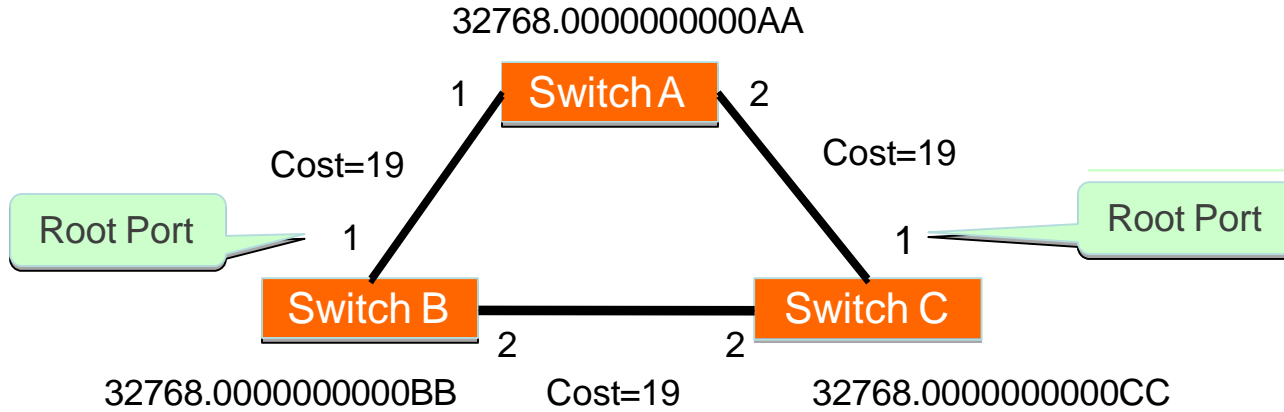 32768.0000000000AA
1 Switch A 2
Cost=19 Cost=19
Root Port 1 1 Root Port
Switch B Switch C
2 2
32768.0000000000BB Cost=19 32768.0000000000CC